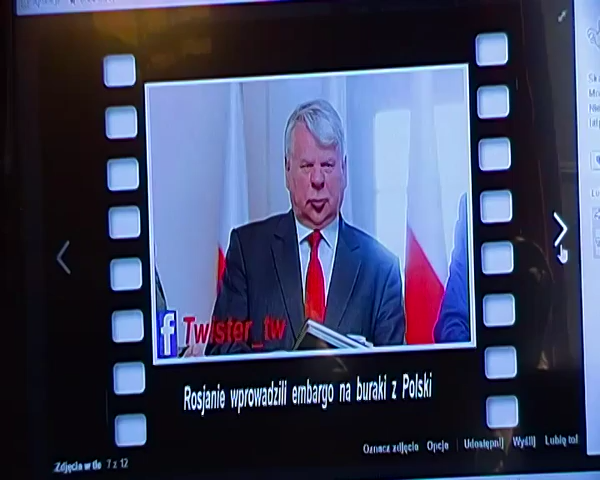 f Twister_tw
Rosjanie wprowadzili embargo na buraki z Polski
Oznacz zdjęcie Opcje Udostępnij Wyślij Lubię to!
Zdjęcia w tle 7 z 12